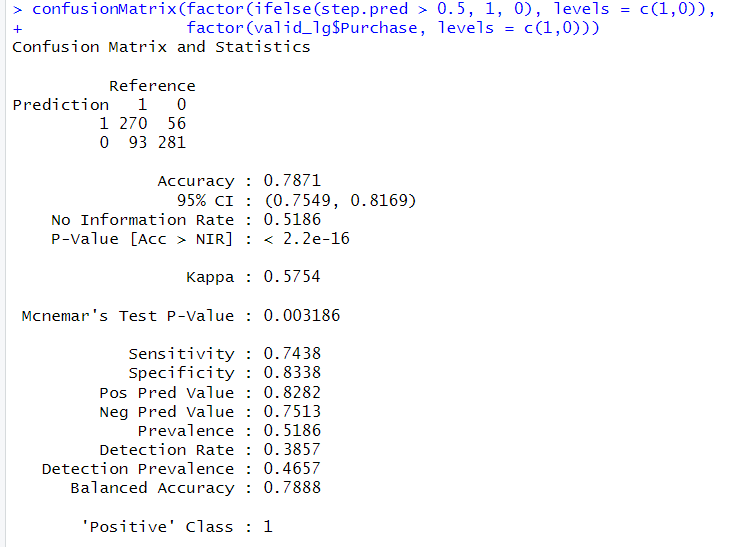 > confusionMatrix(factor(ifelse(step.pred > 0.5, 1, 0), levels = c(1,0)),
+                 factor(valid_lg$Purchase, levels = c(1,0)))
Confusion Matrix and Statistics
Reference
Prediction   1   0
1 270  56
0  93 281
Accuracy : 0.7871
95% CI : (0.7549, 0.8169)
No Information Rate : 0.5186
P-Value [Acc > NIR] : < 2.2e-16
Kappa : 0.5754
Mcnemar's Test P-Value : 0.003186
Sensitivity : 0.7438
Specificity : 0.8338
Pos Pred Value : 0.8282
Neg Pred Value : 0.7513
Prevalence : 0.5186
Detection Rate : 0.3857
Detection Prevalence : 0.4657
Balanced Accuracy : 0.7888
'Positive' Class : 1